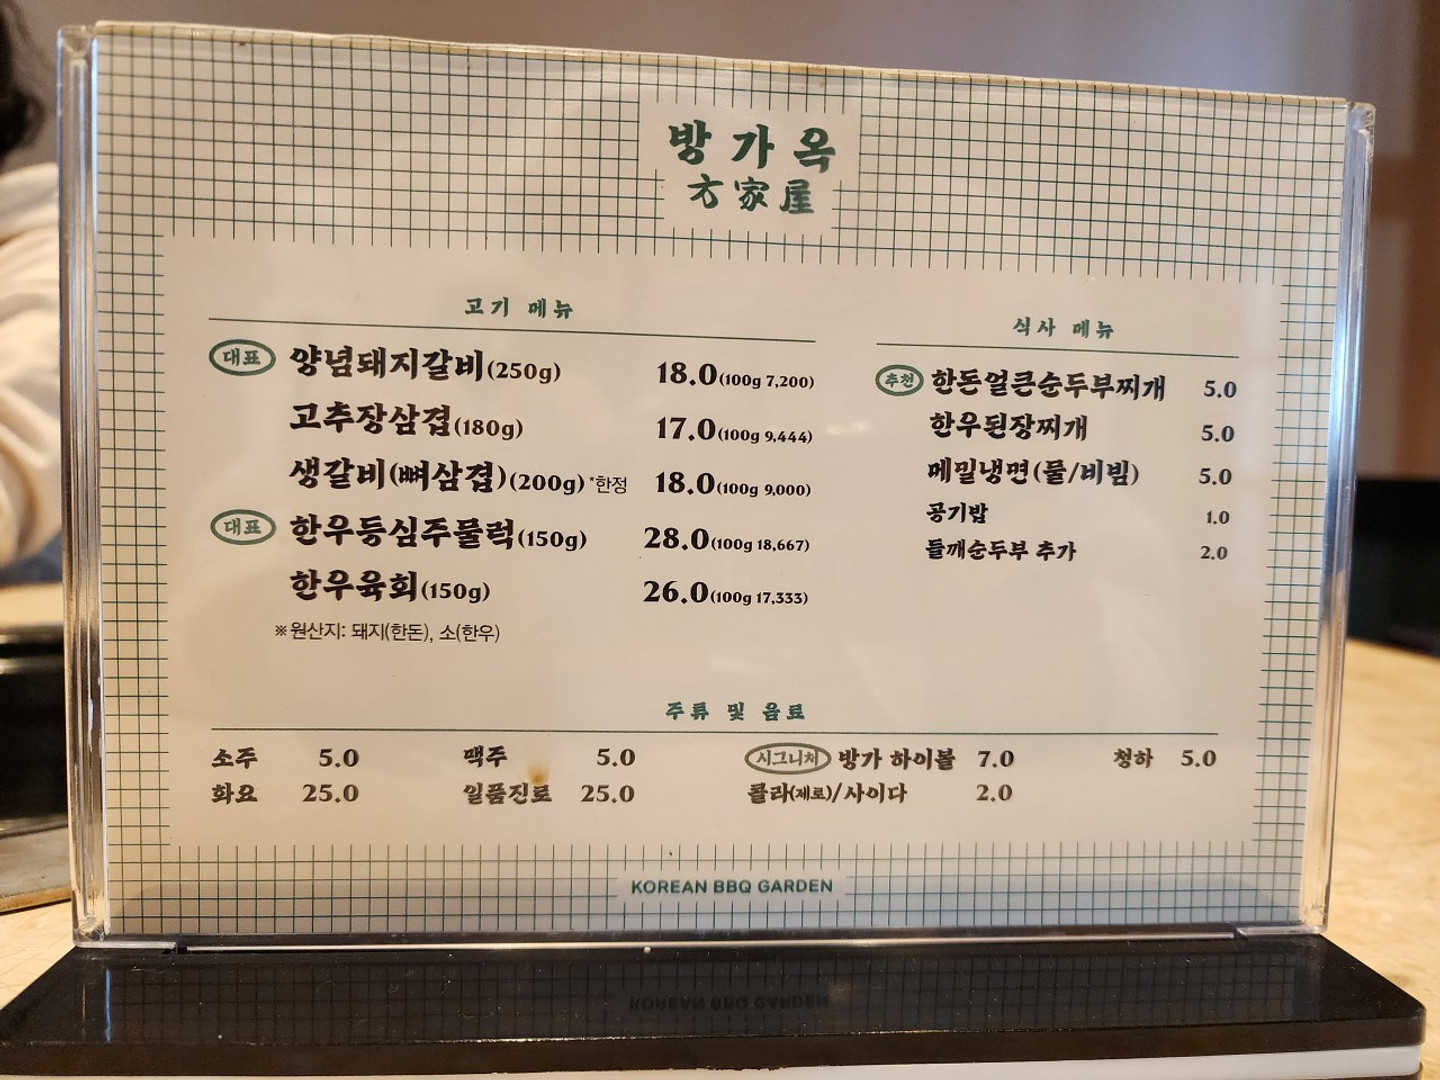 방가옥
方家屋
고기 메뉴
대표 양념돼지갈비(250g) 18.0(100g 7,200)
고추장삼겹(180g) 17.0(100g 9,444)
생갈비(뼈삼겹)(200g)*한정 18.0(100g 9,000)
대표 한우등심주물럭(150g) 28.0(100g 18,667)
한우육회(150g) 26.0(100g 17,333)
※원산지: 돼지(한돈), 소(한우)
식사 메뉴
추천 한돈얼큰순두부찌개 5.0
한우된장찌개 5.0
메밀냉면(물/비빔) 5.0
공기밥 1.0
들깨순두부 추가 2.0
주류 및 음료
소주 5.0 맥주 5.0 시그니처 방가 하이볼 7.0 청하 5.0
화요 25.0 일품진로 25.0 콜라(제로)/사이다 2.0
KOREAN BBQ GARDEN